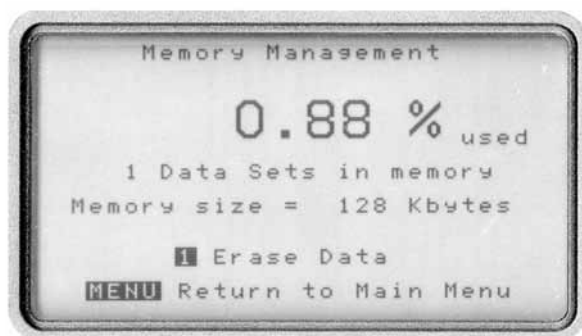 Memory Management
0.88 % used
1 Data Sets in memory
Memory size = 128 Kbytes
1 Erase Data
MENU Return to Main Menu